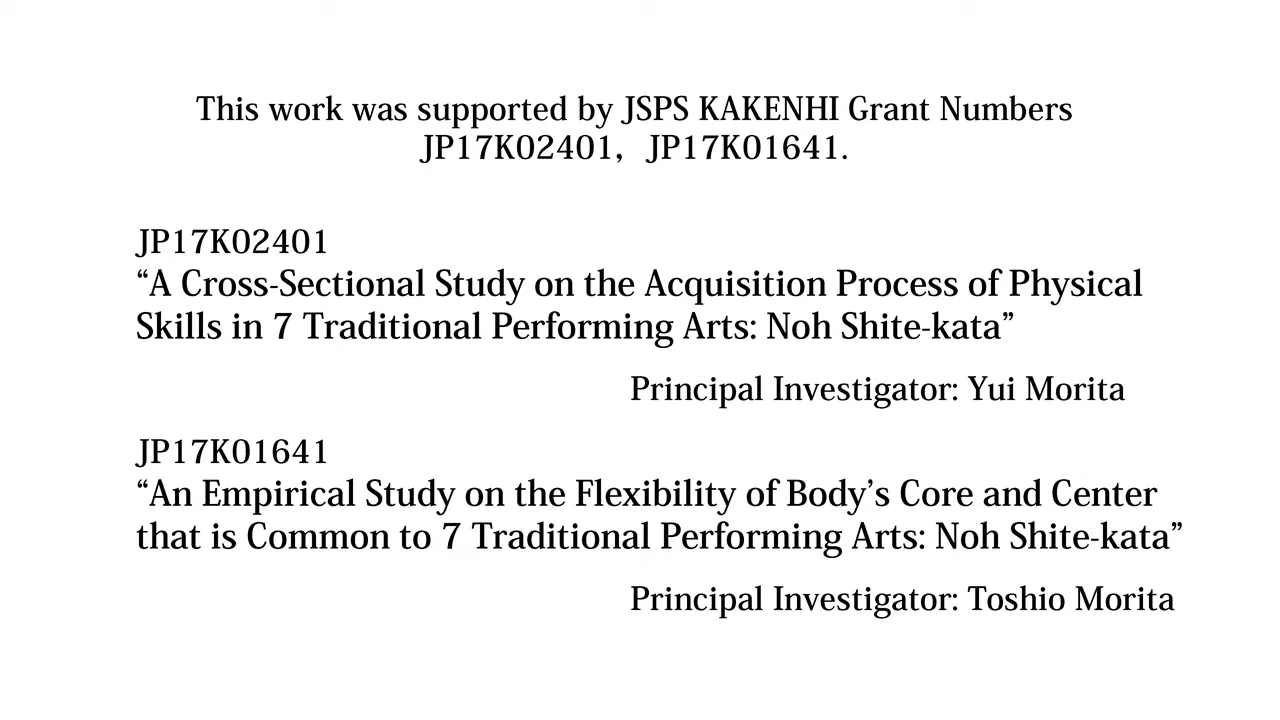 This work was supported by JSPS KAKENHI Grant Numbers
JP17K02401, JP17K01641.
JP17K02401
“A Cross-Sectional Study on the Acquisition Process of Physical
Skills in 7 Traditional Performing Arts: Noh Shite-kata”
Principal Investigator: Yui Morita
JP17K01641
“An Empirical Study on the Flexibility of Body’s Core and Center
that is Common to 7 Traditional Performing Arts: Noh Shite-kata”
Principal Investigator: Toshio Morita